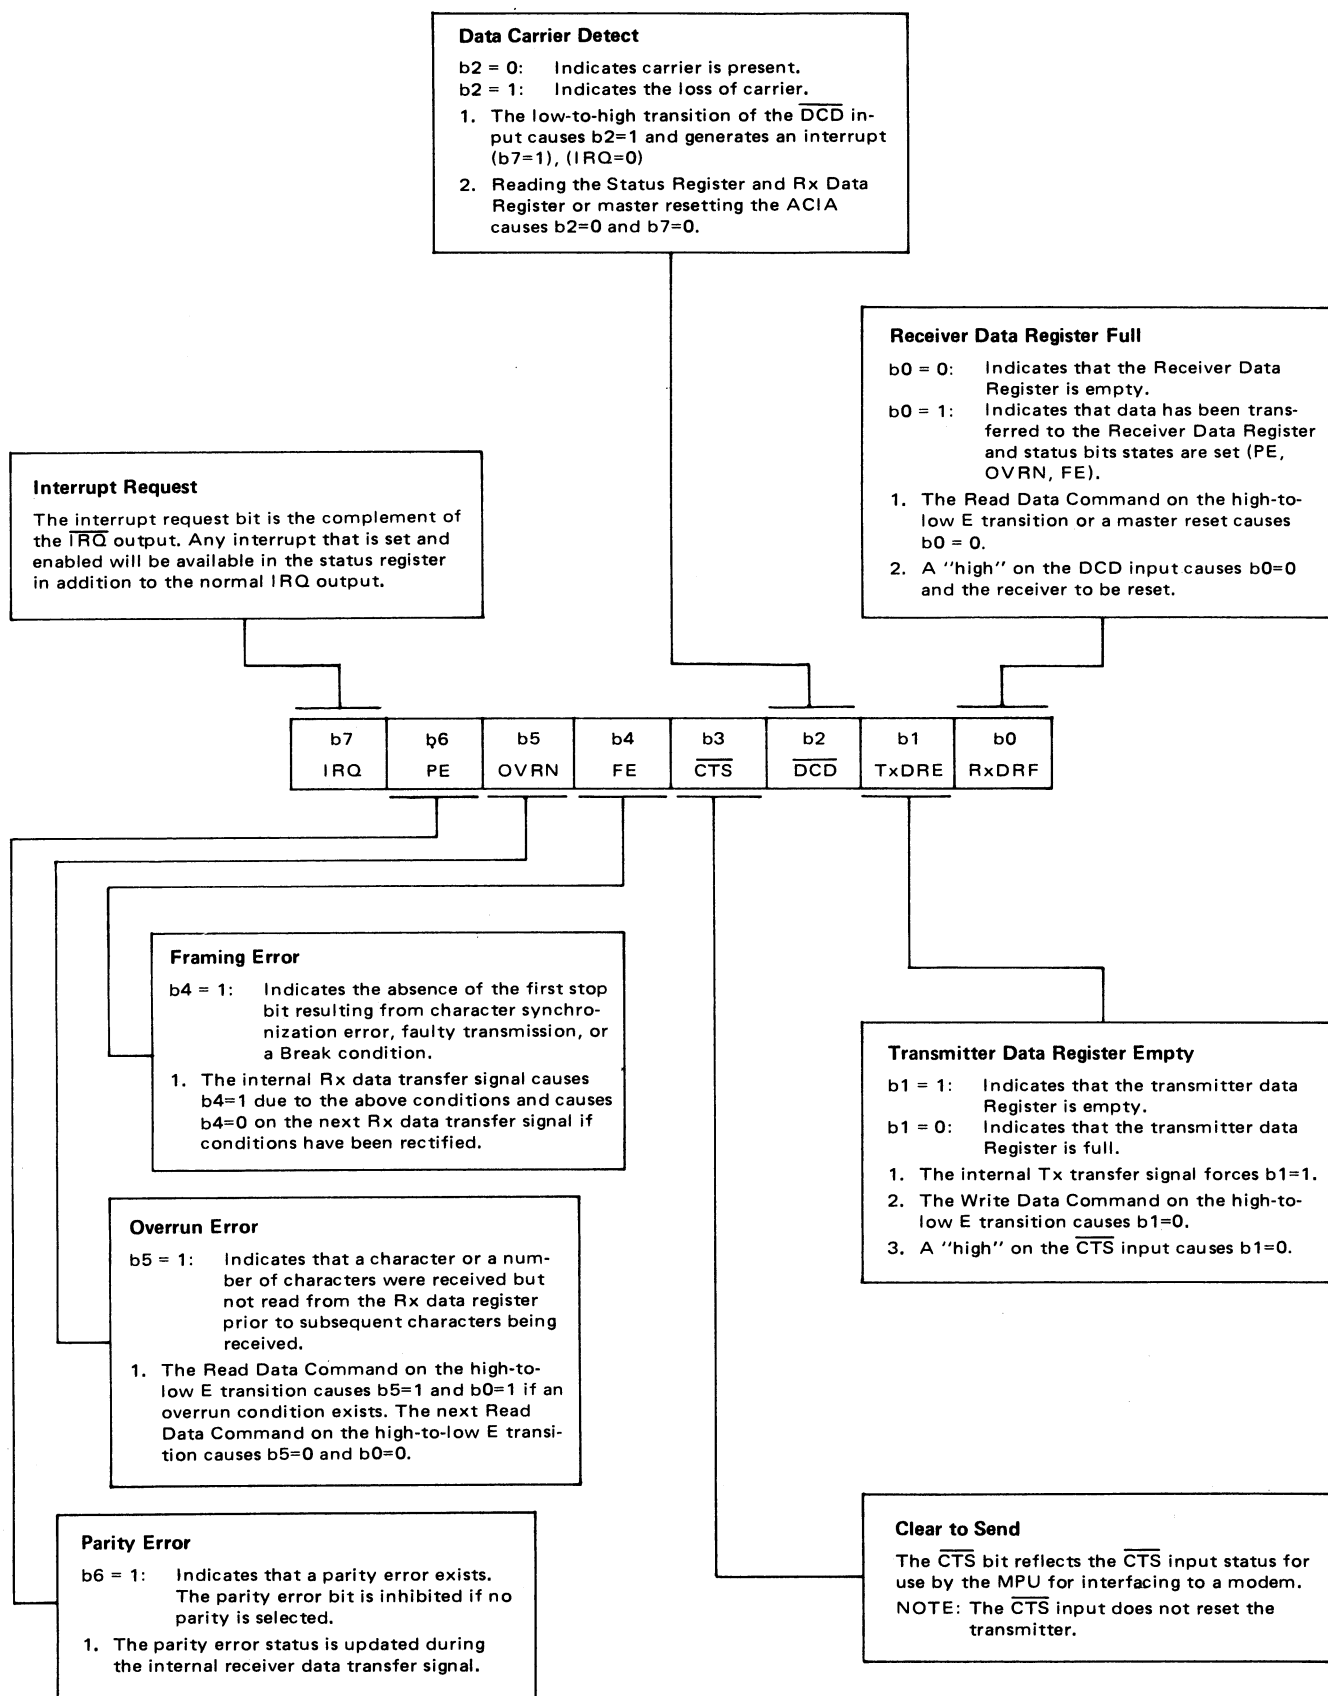 Data Carrier Detect
b2 = 0: Indicates carrier is present.
b2 = 1: Indicates the loss of carrier.
1. The low-to-high transition of the D̅C̅D̅ in-
put causes b2=1 and generates an interrupt
(b7=1), (IRQ=0)
2. Reading the Status Register and Rx Data
Register or master resetting the ACIA
causes b2=0 and b7=0.
Receiver Data Register Full
b0 = 0: Indicates that the Receiver Data
Register is empty.
b0 = 1: Indicates that data has been trans-
ferred to the Receiver Data Register
and status bits states are set (PE,
OVRN, FE).
1. The Read Data Command on the high-to-
low E transition or a master reset causes
b0 = 0.
2. A "high" on the DCD input causes b0=0
and the receiver to be reset.
Interrupt Request
The interrupt request bit is the complement of
the I̅R̅Q̅ output. Any interrupt that is set and
enabled will be available in the status register
in addition to the normal IRQ output.
b7 b6 b5 b4 b3 b2 b1 b0
IRQ PE OVRN FE C̅T̅S̅ D̅C̅D̅ TxDRE RxDRF
Framing Error
b4 = 1: Indicates the absence of the first stop
bit resulting from character synchro-
nization error, faulty transmission, or
a Break condition.
1. The internal Rx data transfer signal causes
b4=1 due to the above conditions and causes
b4=0 on the next Rx data transfer signal if
conditions have been rectified.
Transmitter Data Register Empty
b1 = 1: Indicates that the transmitter data
Register is empty.
b1 = 0: Indicates that the transmitter data
Register is full.
1. The internal Tx transfer signal forces b1=1.
2. The Write Data Command on the high-to-
low E transition causes b1=0.
3. A "high" on the C̅T̅S̅ input causes b1=0.
Overrun Error
b5 = 1: Indicates that a character or a num-
ber of characters were received but
not read from the Rx data register
prior to subsequent characters being
received.
1. The Read Data Command on the high-to-
low E transition causes b5=1 and b0=1 if an
overrun condition exists. The next Read
Data Command on the high-to-low E transi-
tion causes b5=0 and b0=0.
Parity Error
b6 = 1: Indicates that a parity error exists.
The parity error bit is inhibited if no
parity is selected.
1. The parity error status is updated during
the internal receiver data transfer signal.
Clear to Send
The C̅T̅S̅ bit reflects the C̅T̅S̅ input status for
use by the MPU for interfacing to a modem.
NOTE: The C̅T̅S̅ input does not reset the
transmitter.